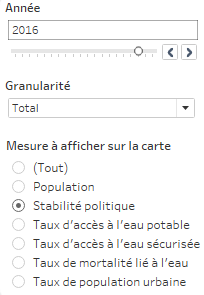 Année
2016
Granularité
Total
Mesure à afficher sur la carte
(Tout)
Population
Stabilité politique
Taux d'accès à l'eau potable
Taux d'accès à l'eau sécurisée
Taux de mortalité lié à l'eau
Taux de population urbaine